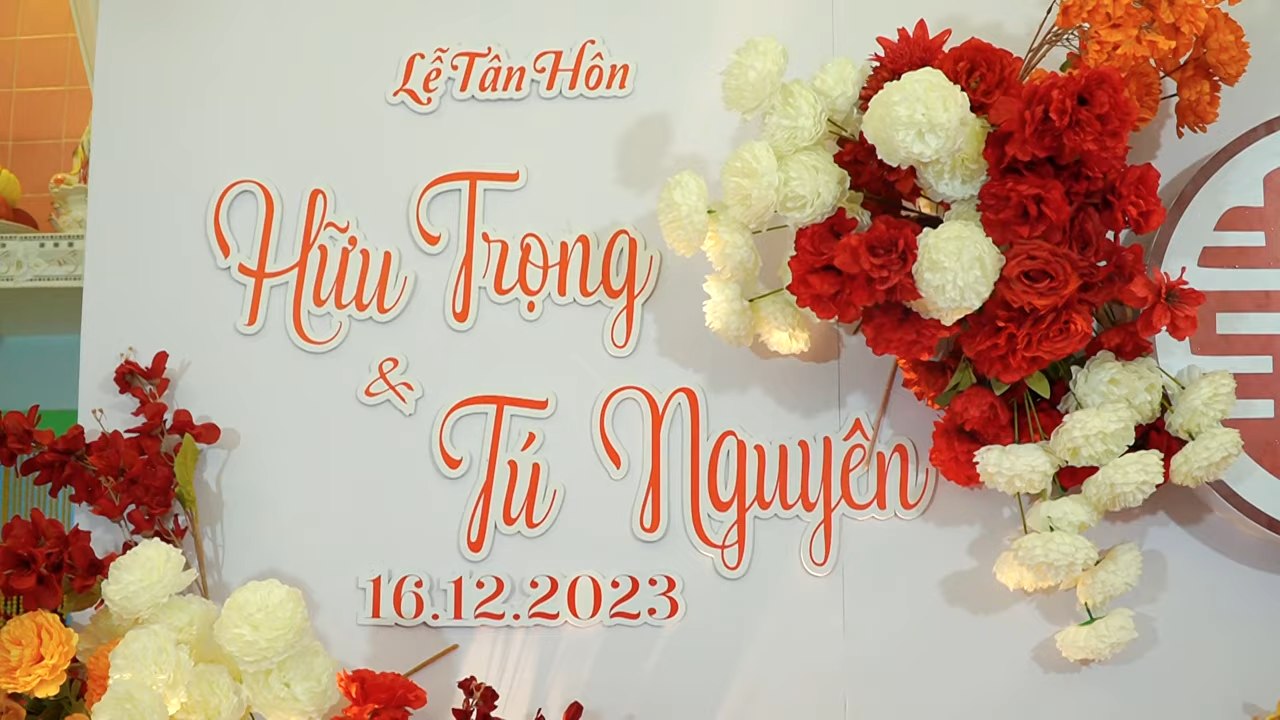 Lễ Tân Hôn
Hữu Trọng
&
Tú Nguyên
16.12.2023